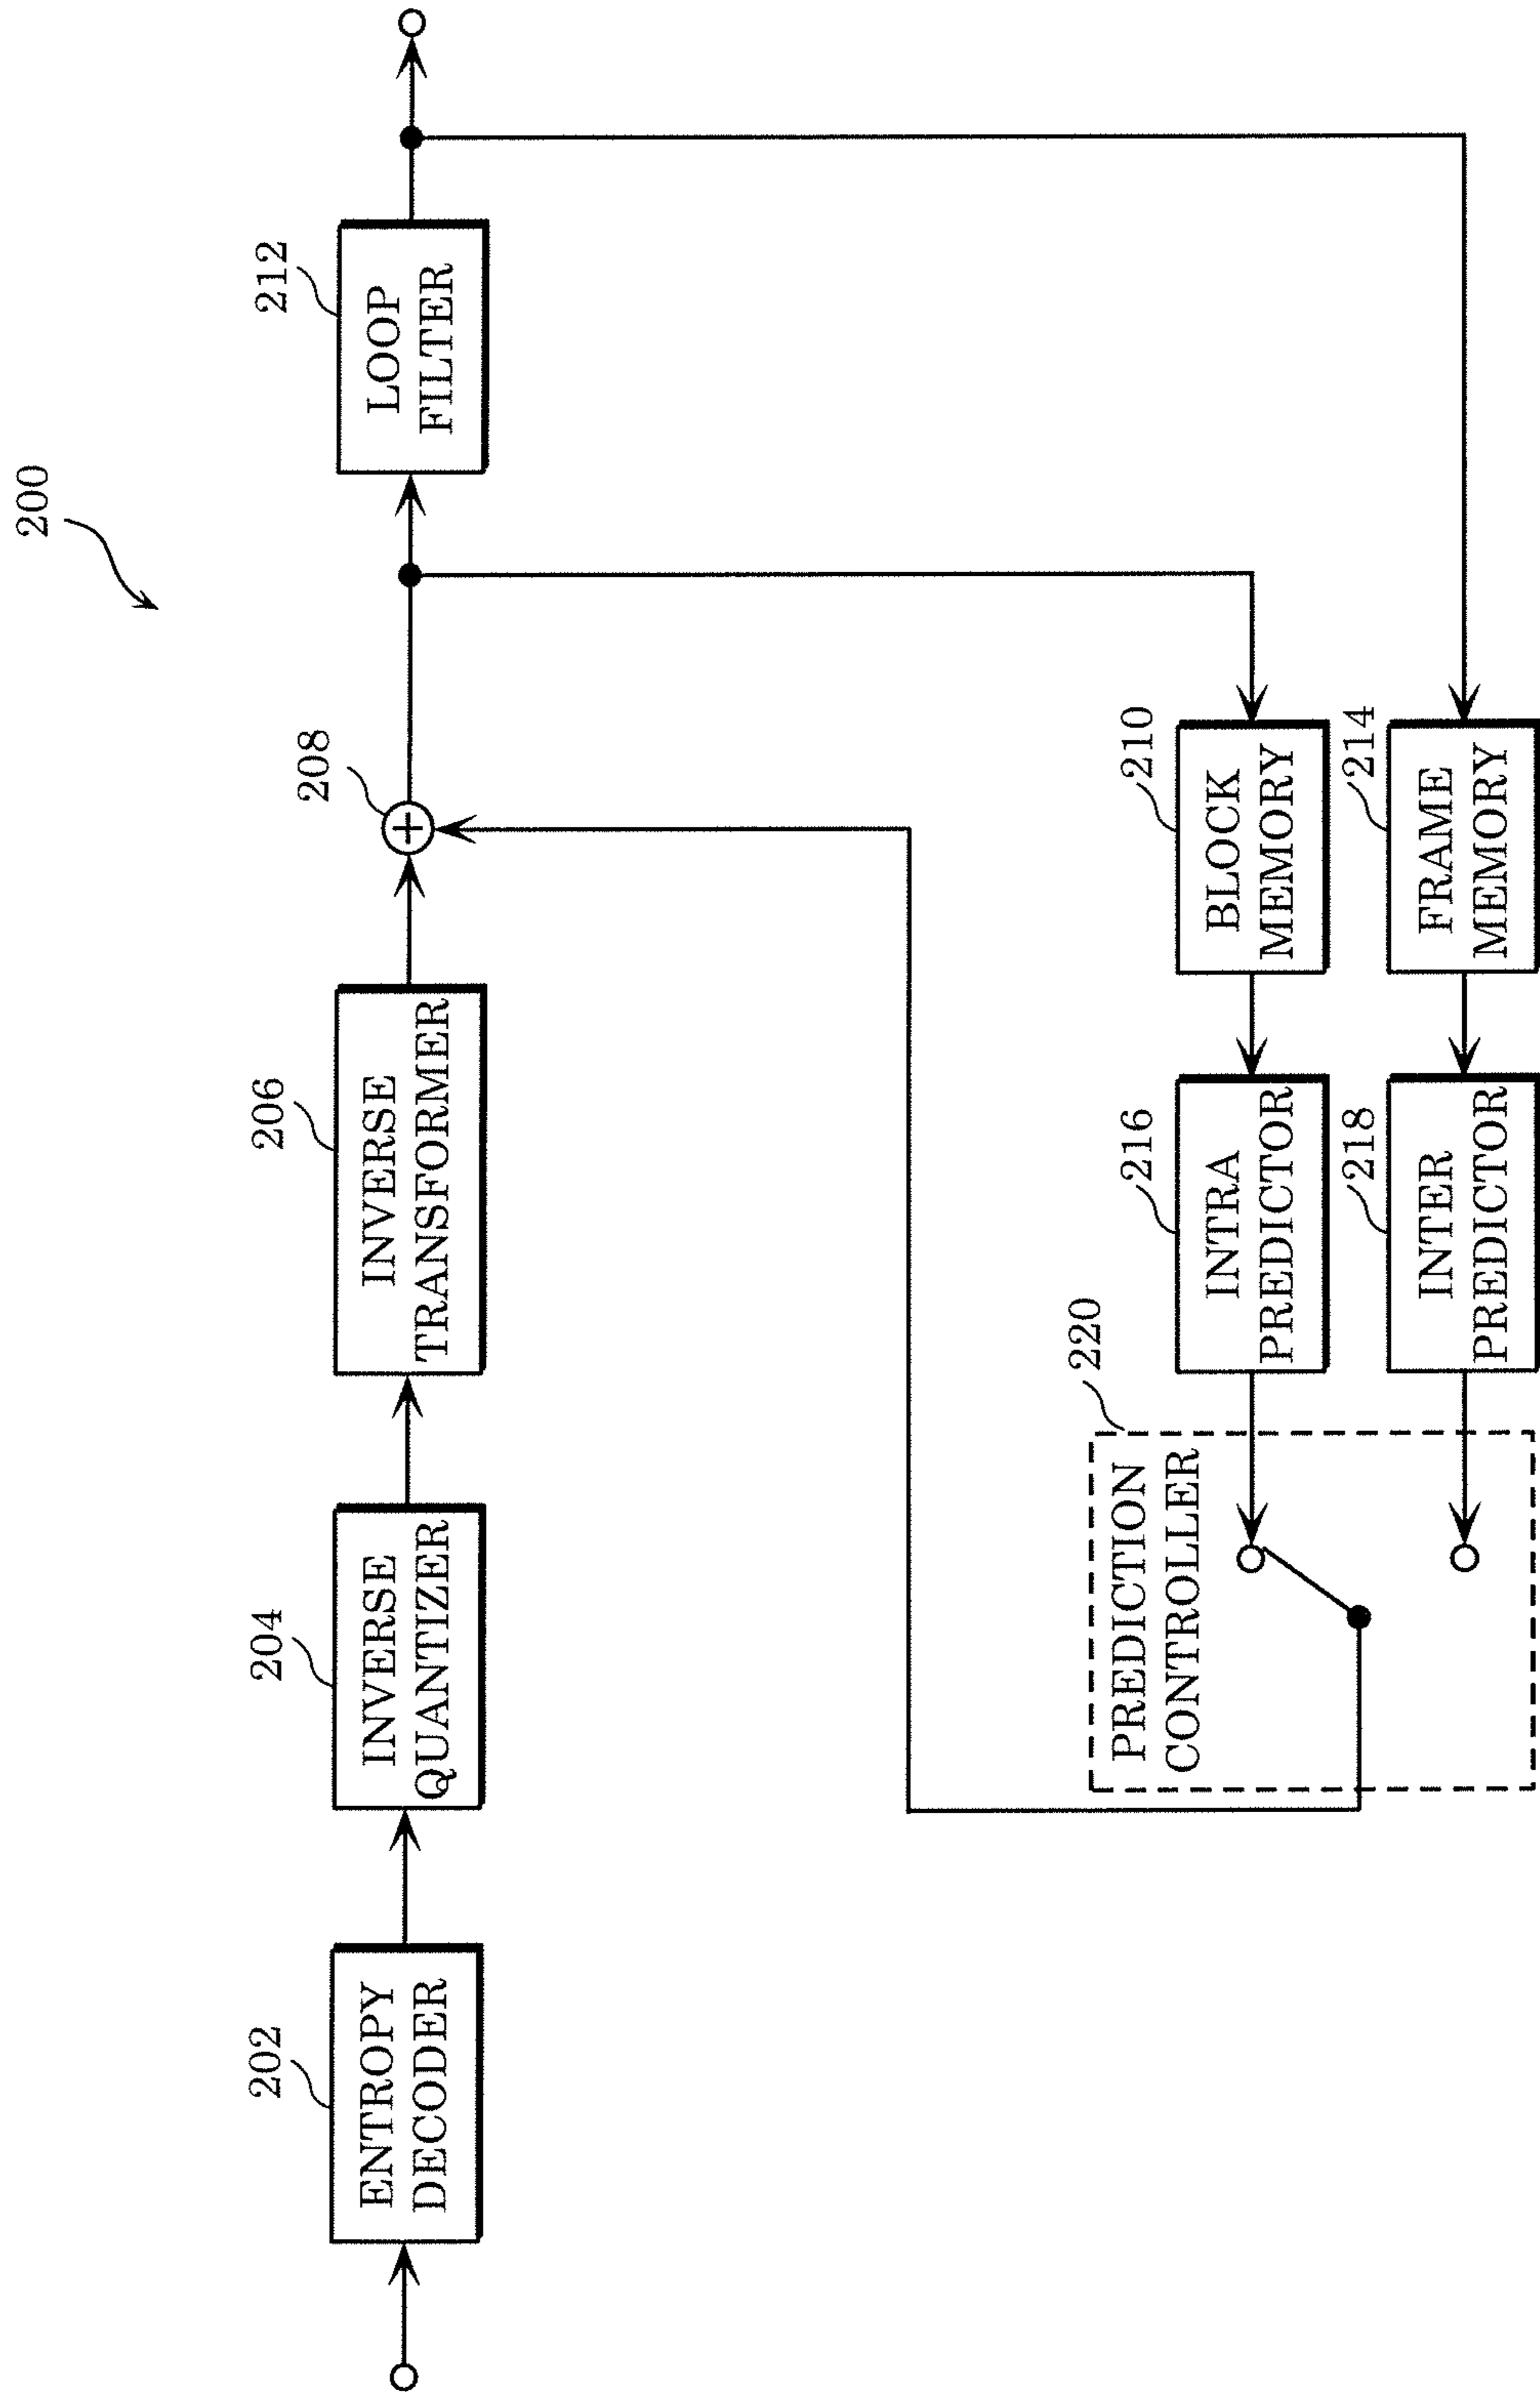 200
202
ENTROPY
DECODER
204
INVERSE
QUANTIZER
206
INVERSE
TRANSFORMER
208
+
212
LOOP
FILTER
220
PREDICTION
CONTROLLER
216
INTRA
PREDICTOR
210
BLOCK
MEMORY
218
INTER
PREDICTOR
214
FRAME
MEMORY